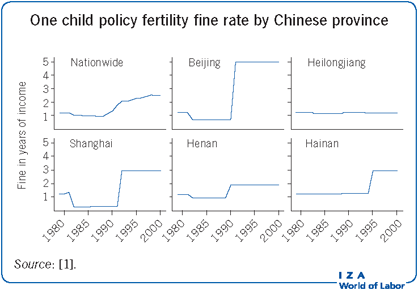 One child policy fertility fine rate by Chinese province
Fine in years of income
Nationwide Beijing Heilongjiang
5
4
3
2
1
Shanghai Henan Hainan
5
4
3
2
1
1980 1985 1990 1995 2000 1980 1985 1990 1995 2000 1980 1985 1990 1995 2000
Source: [1].
I Z A
World of Labor